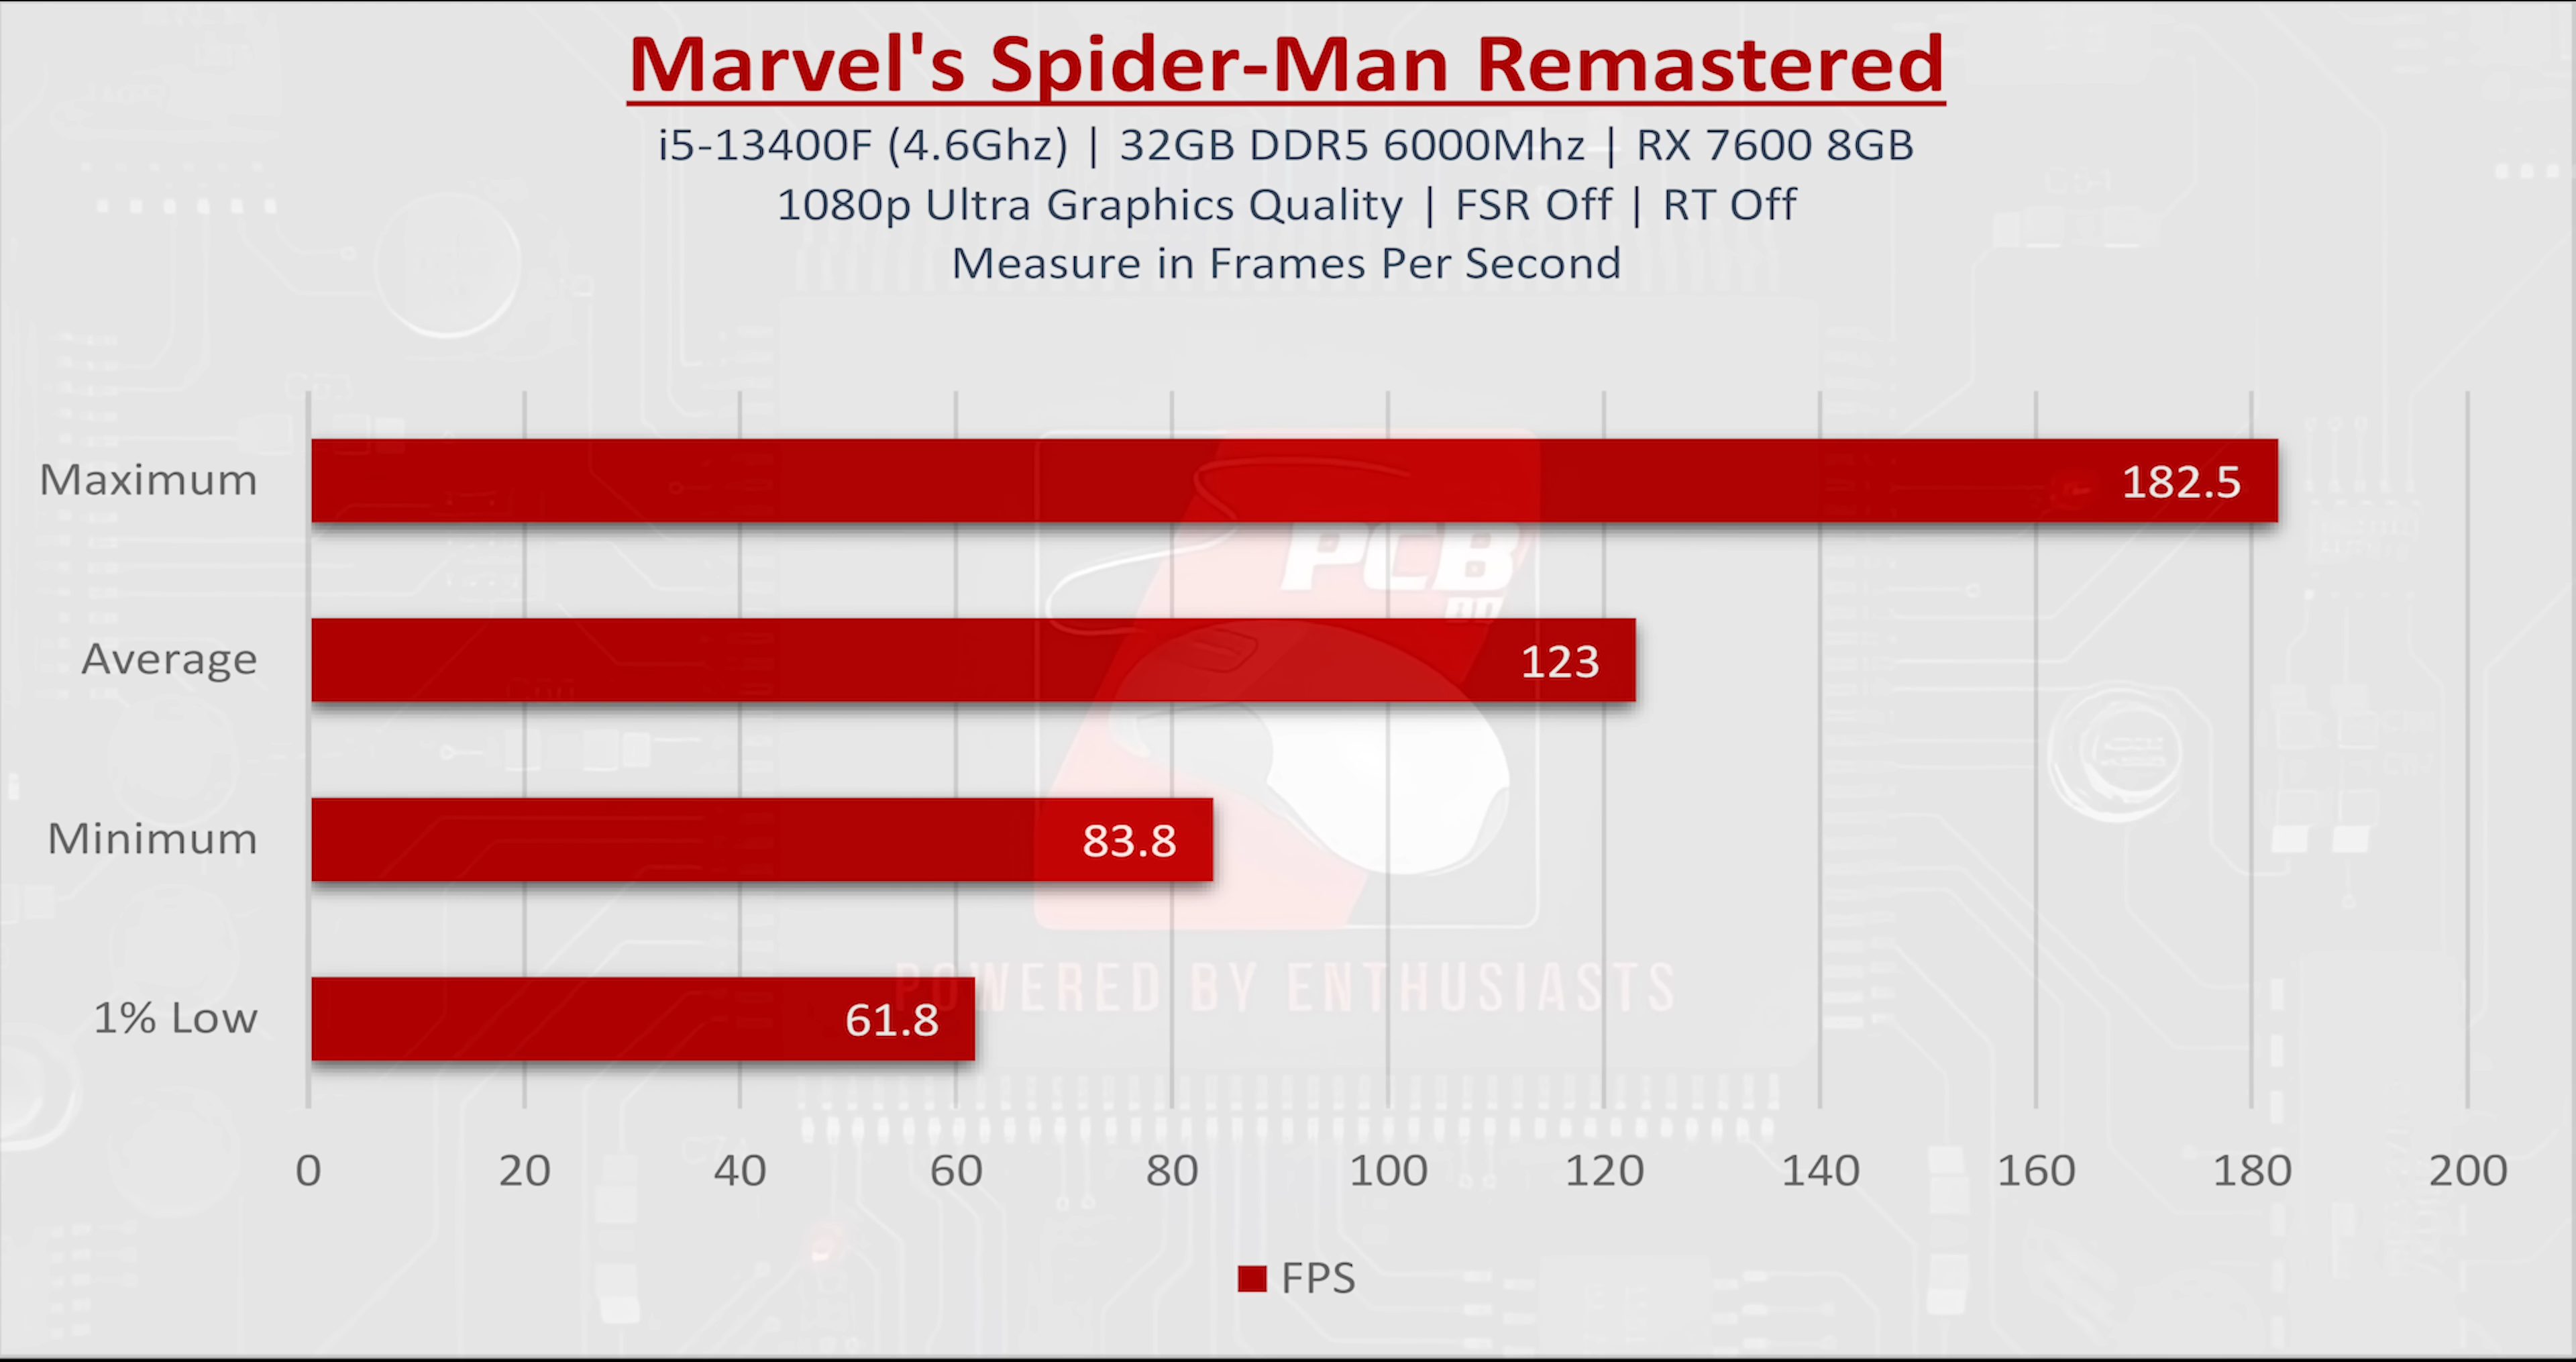 Marvel's Spider-Man Remastered
i5-13400F (4.6Ghz) | 32GB DDR5 6000Mhz | RX 7600 8GB
1080p Ultra Graphics Quality | FSR Off | RT Off
Measure in Frames Per Second
Maximum 182.5
PCB
Average 123
Minimum 83.8
POWERED BY ENTHUSIASTS
1% Low 61.8
0 20 40 60 80 100 120 140 160 180 200
FPS